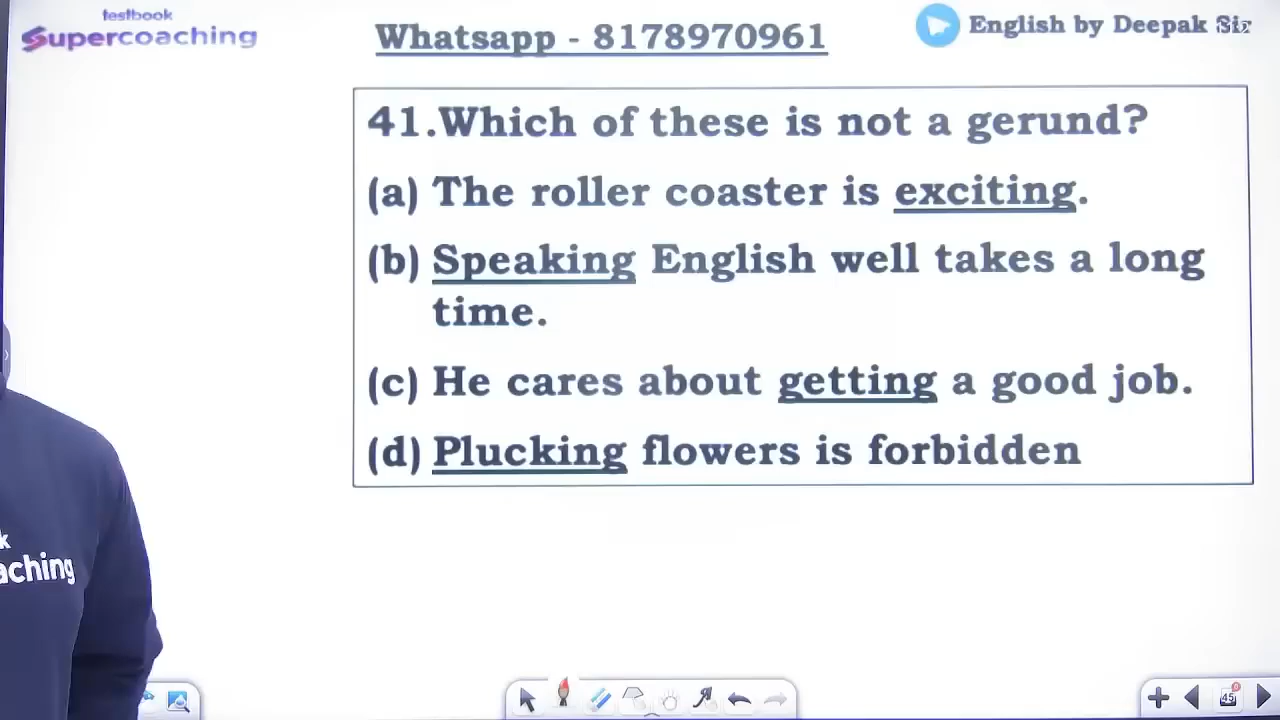 testbook
Supercoaching
Whatsapp - 8178970961
English by Deepak
41.Which of these is not a gerund?
(a) The roller coaster is exciting.
(b) Speaking English well takes a long
time.
(c) He cares about getting a good job.
(d) Plucking flowers is forbidden
k
aching
45